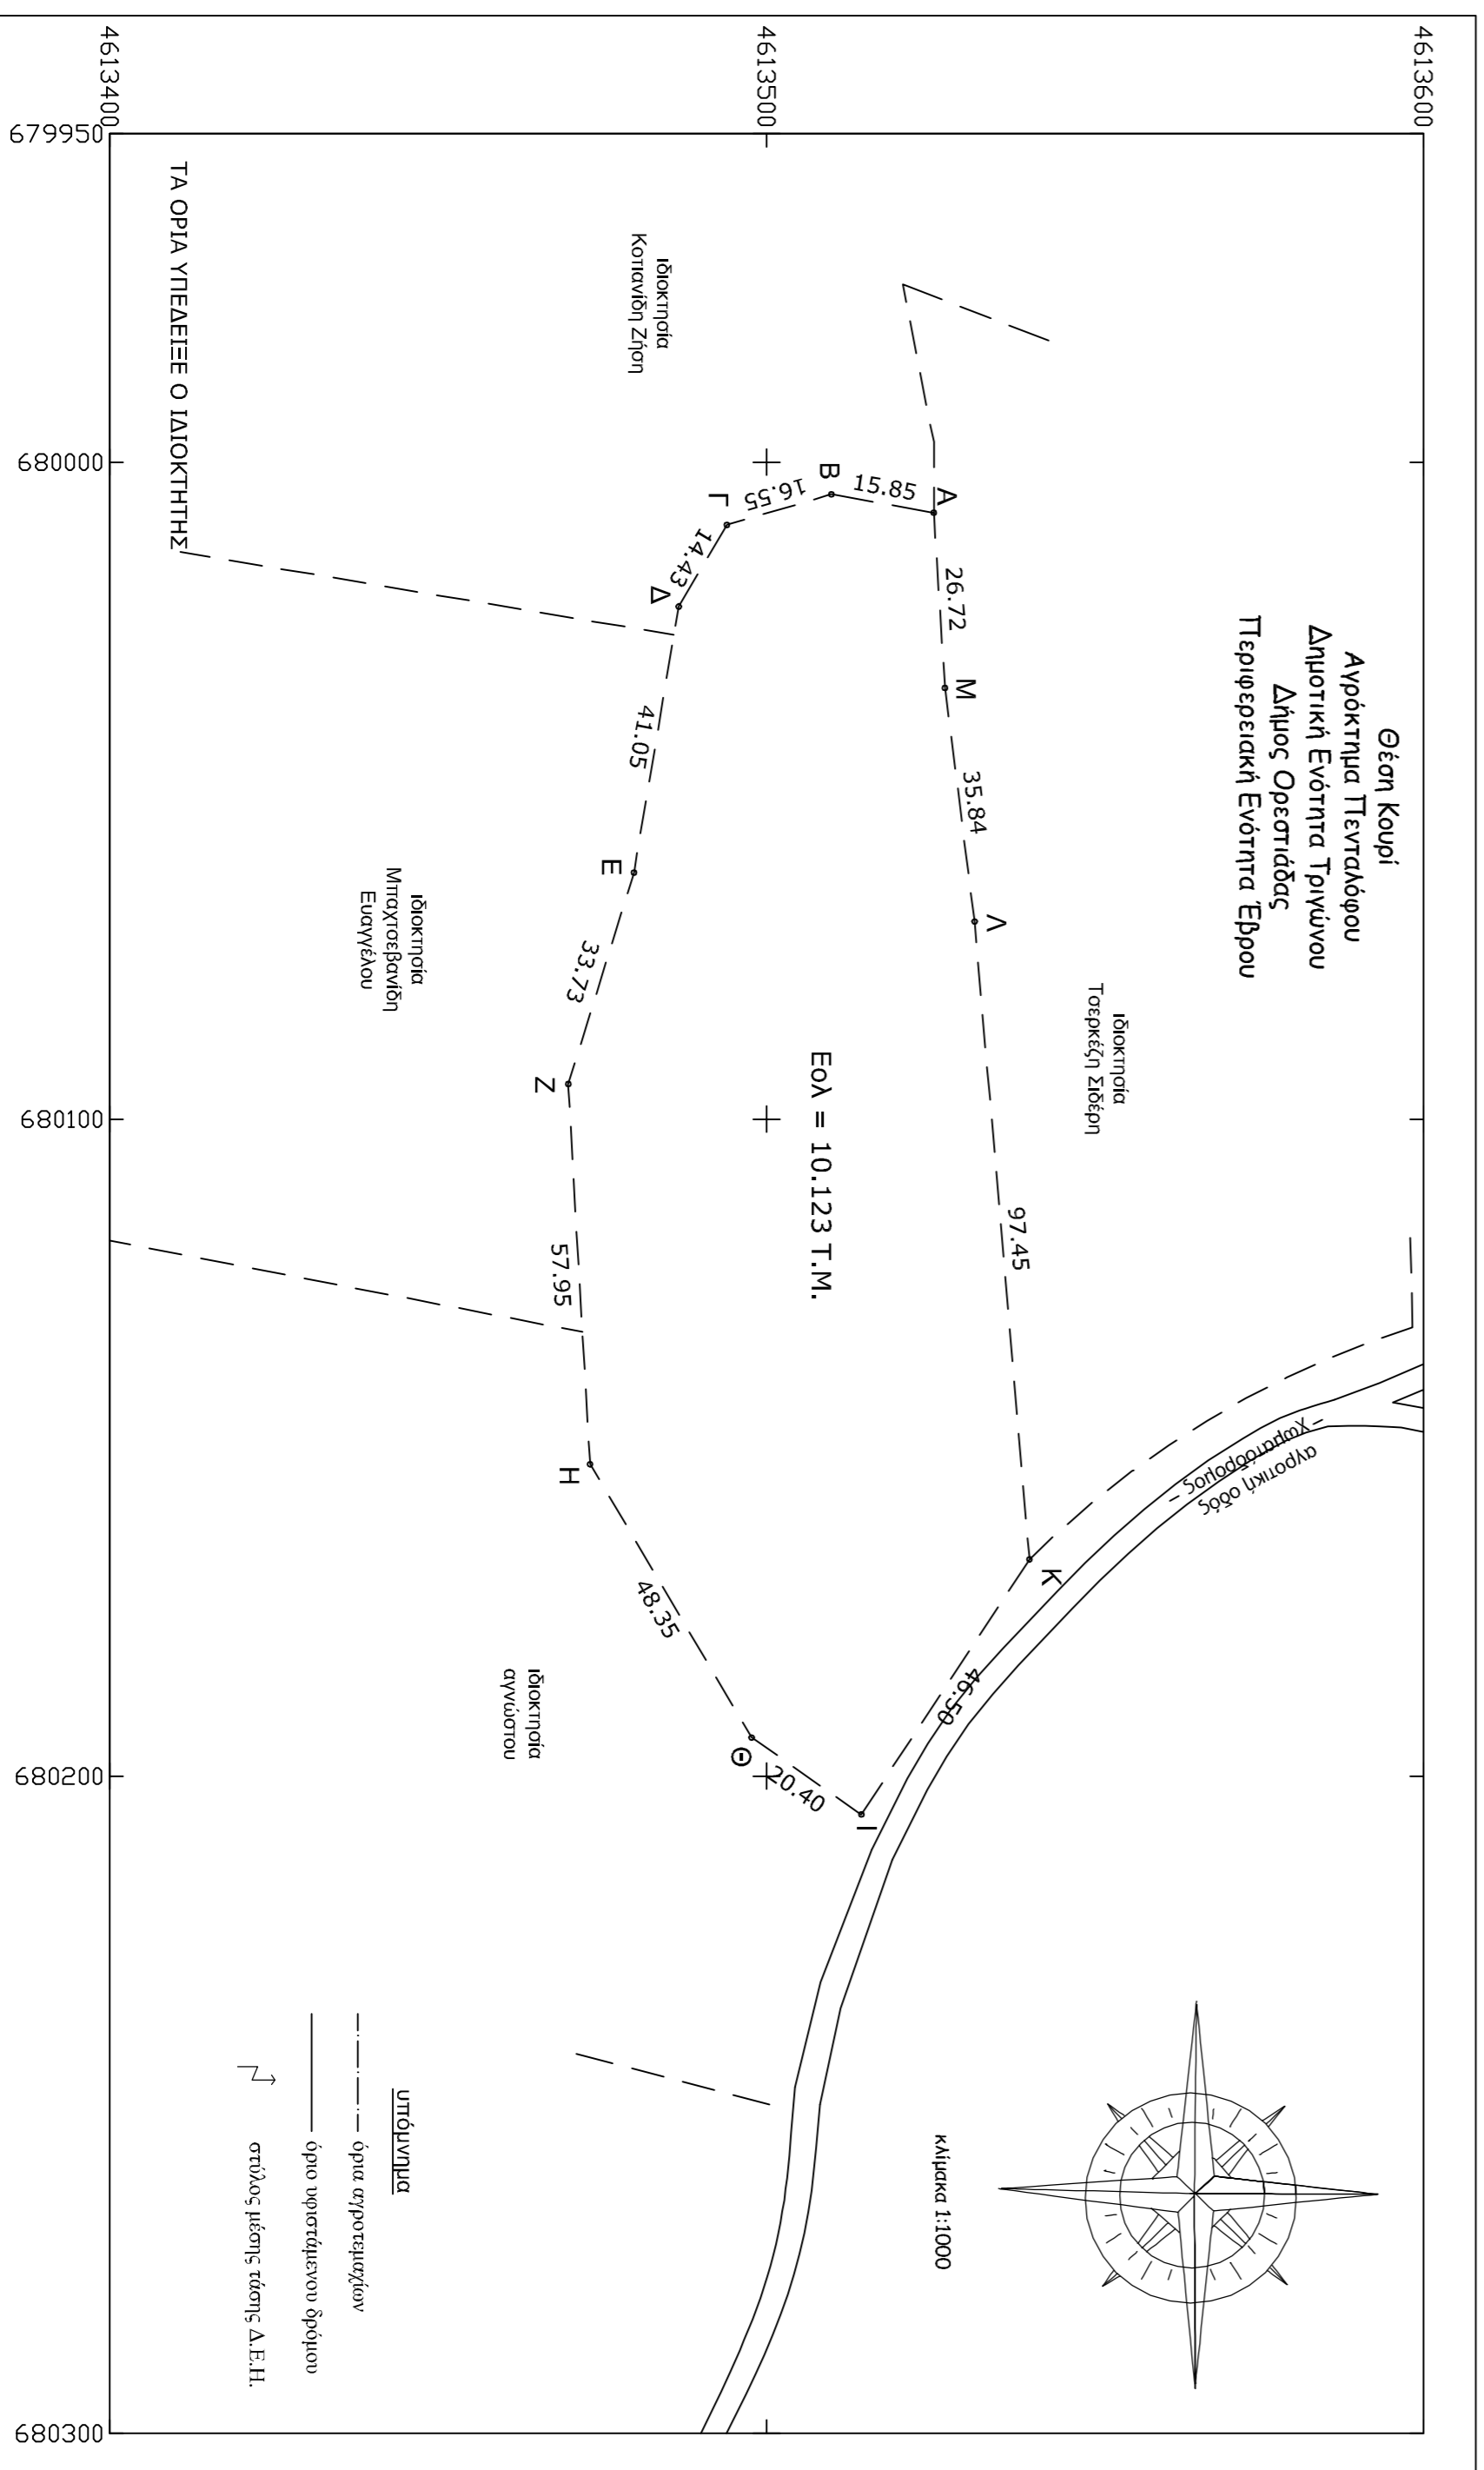 Θέση Κουρί
Αγρόκτημα Πενταλόφου
Δημοτική Ενότητα Τριγώνου
Δήμος Ορεστιάδας
Περιφερειακή Ενότητα Έβρου
4613600
4613500
4613400
679950
680000
680100
680200
680300
ιδιοκτησία
Τσερκέζη Σιδέρη
ιδιοκτησία
Κοτιανίδη Ζήση
ιδιοκτησία
Μπαχτσεβανίδη
Ευαγγέλου
ιδιοκτησία
αγνώστου
Εολ = 10.123 Τ.Μ.
Α
26.72
Μ
35.84
Λ
97.45
Κ
46.50
Ι
20.40
Θ
48.35
Η
57.95
Ζ
33.73
Ε
41.05
Δ
14.43
Γ
16.55
Β
15.85
- Χωματόδρομος -
αγροτική οδός
ΤΑ ΟΡΙΑ ΥΠΕΔΕΙΞΕ Ο ΙΔΙΟΚΤΗΤΗΣ
κλίμακα 1:1000
υπόμνημα
όρια αγροτεμαχίων
όριο υφιστάμενου δρόμου
στύλος μέσης τάσης Δ.Ε.Η.